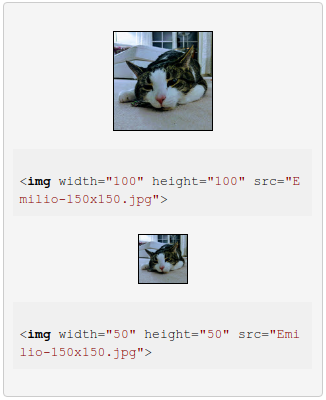 <img width="100" height="100" src="E
milio-150x150.jpg">
<img width="50" height="50" src="Emi
lio-150x150.jpg">